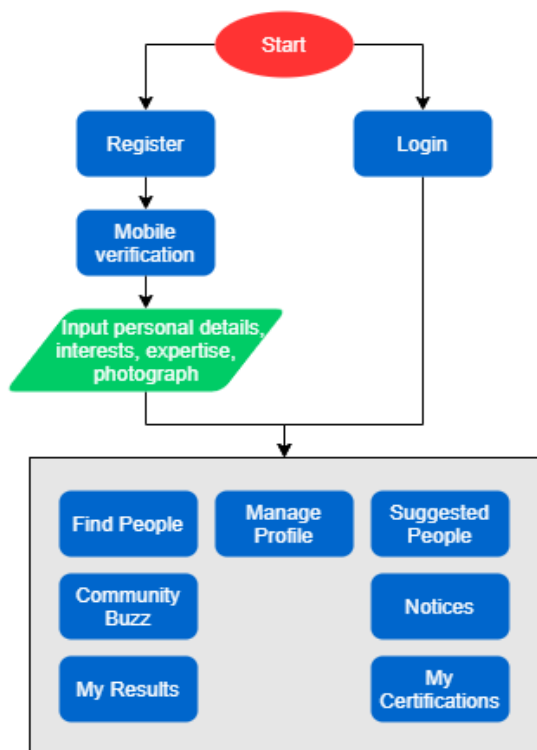 Start
Register
Login
Mobile
verification
Input personal details,
interests, expertise,
photograph
Find People
Manage
Profile
Suggested
People
Community
Buzz
Notices
My Results
My
Certifications